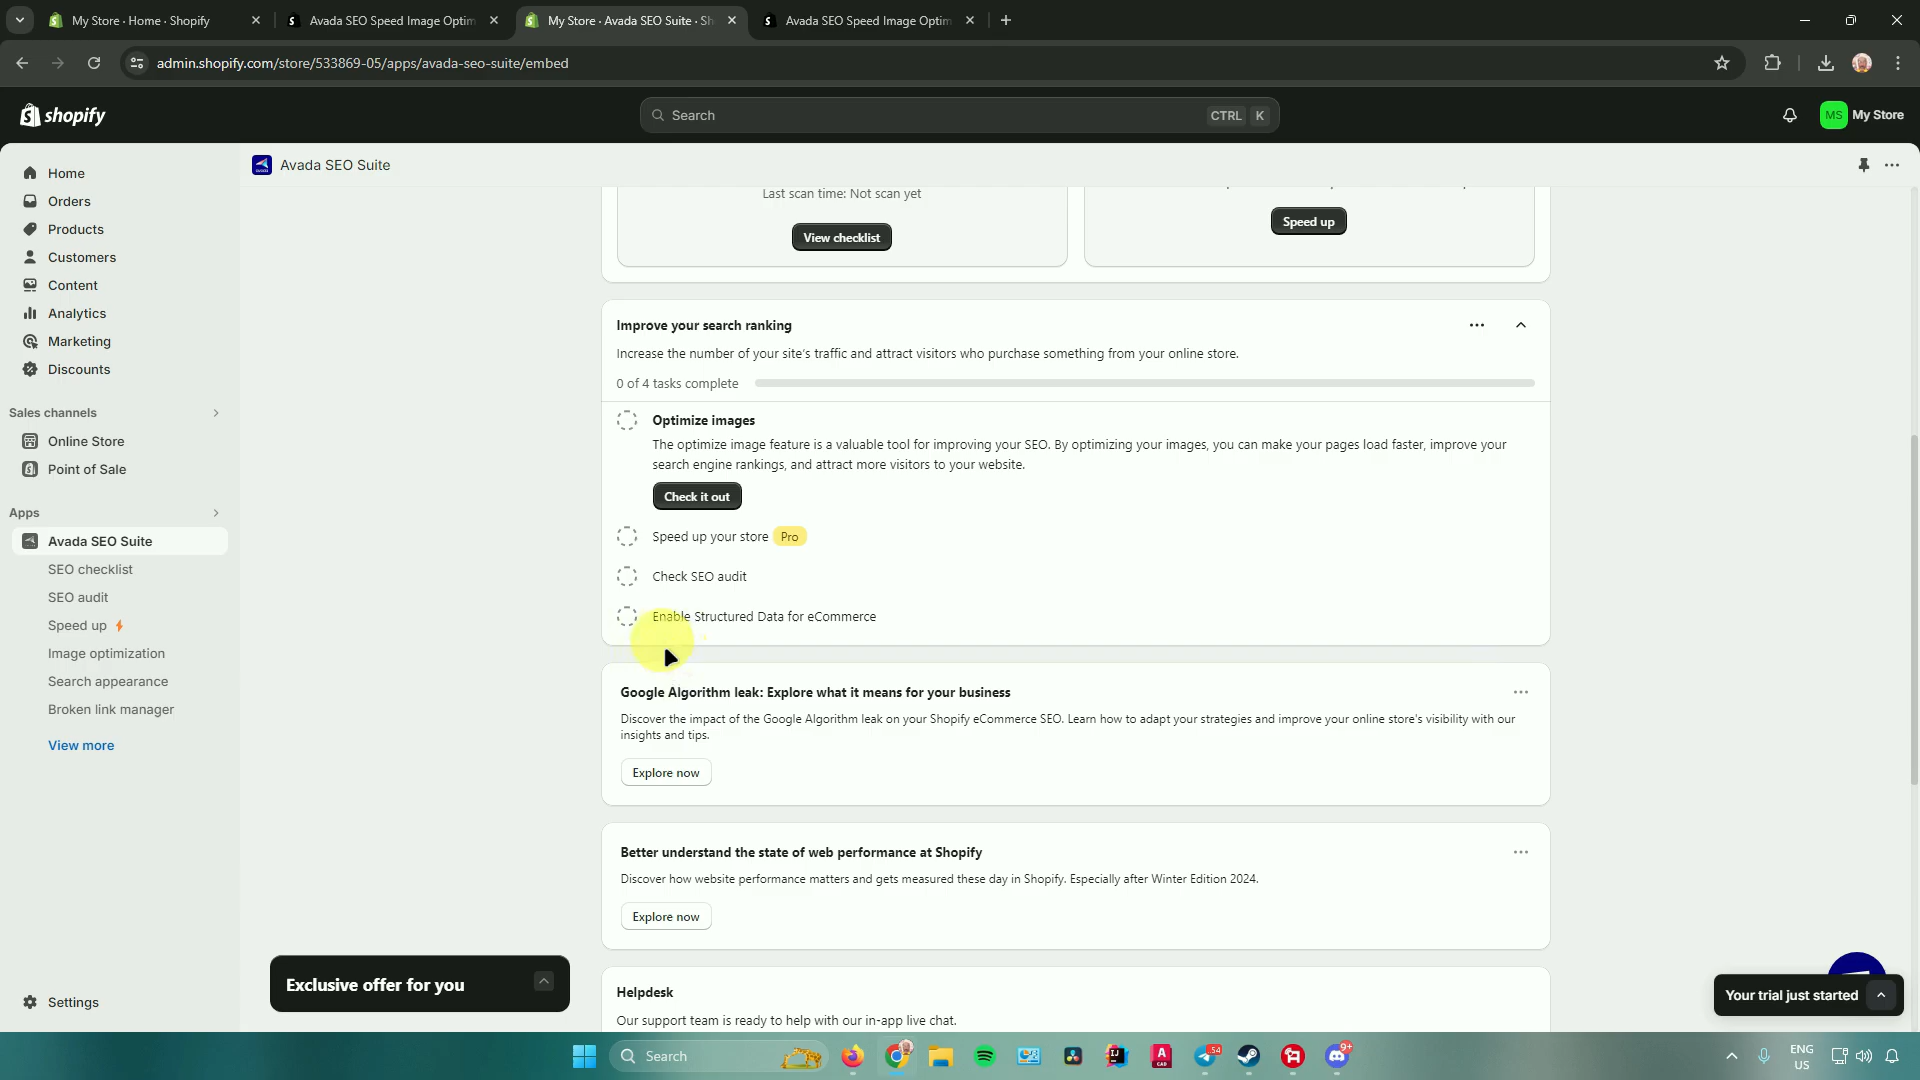 My Store · Home · Shopify
Avada SEO Speed Image Optim
My Store · Avada SEO Suite · Sh
Avada SEO Speed Image Optim
admin.shopify.com/store/533869-05/apps/avada-seo-suite/embed
shopify
Search
CTRL K
MS
My Store
Home
Orders
Products
Customers
Content
Analytics
Marketing
Discounts
Sales channels
Online Store
Point of Sale
Apps
Avada SEO Suite
SEO checklist
SEO audit
Speed up
Image optimization
Search appearance
Broken link manager
View more
Settings
Avada SEO Suite
Last scan time: Not scan yet
View checklist
Speed up
Improve your search ranking
Increase the number of your site's traffic and attract visitors who purchase something from your online store.
0 of 4 tasks complete
Optimize images
The optimize image feature is a valuable tool for improving your SEO. By optimizing your images, you can make your pages load faster, improve your
search engine rankings, and attract more visitors to your website.
Check it out
Speed up your store Pro
Check SEO audit
Enable Structured Data for eCommerce
Google Algorithm leak: Explore what it means for your business
Discover the impact of the Google Algorithm leak on your Shopify eCommerce SEO. Learn how to adapt your strategies and improve your online store's visibility with our
insights and tips.
Explore now
Better understand the state of web performance at Shopify
Discover how website performance matters and gets measured these day in Shopify. Especially after Winter Edition 2024.
Explore now
Helpdesk
Our support team is ready to help with our in-app live chat.
Exclusive offer for you
Your trial just started
Search
54
9+
ENG
US